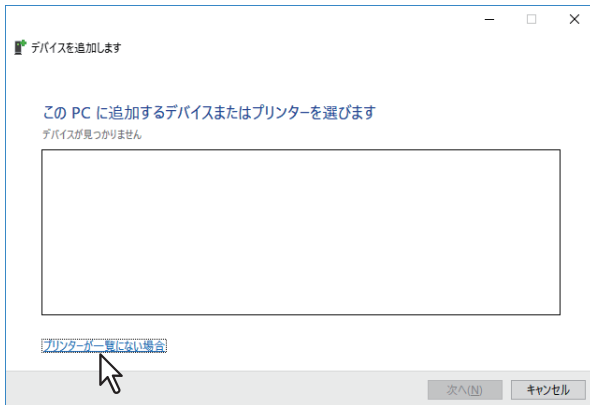 デバイスを追加します
この PC に追加するデバイスまたはプリンターを選びます
デバイスが見つかりません
プリンターが一覧にない場合
次へ(N) キャンセル